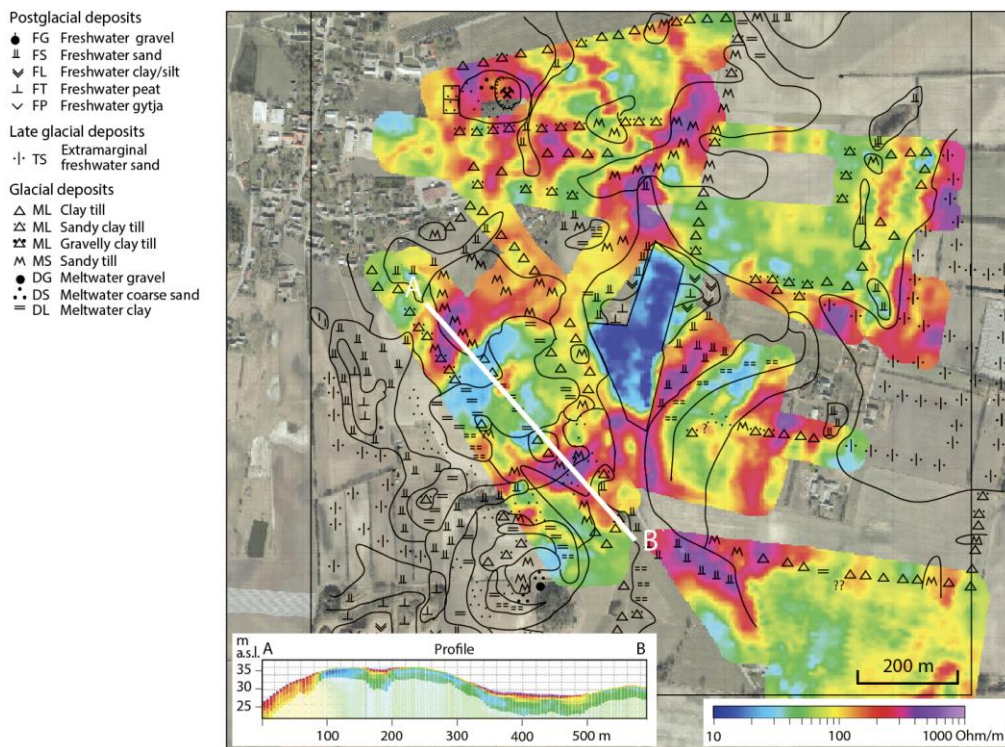 Postglacial deposits
FG Freshwater gravel
FS Freshwater sand
FL Freshwater clay/silt
FT Freshwater peat
FP Freshwater gytja
Late glacial deposits
TS Extramarginal
freshwater sand
Glacial deposits
ML Clay till
ML Sandy clay till
ML Gravelly clay till
MS Sandy till
DG Meltwater gravel
DS Meltwater coarse sand
DL Meltwater clay
A
B
?
??
200 m
m
a.s.l.
A Profile B
35
30
25
0 100 200 300 400 500 m
10 100 1000 Ohm/m